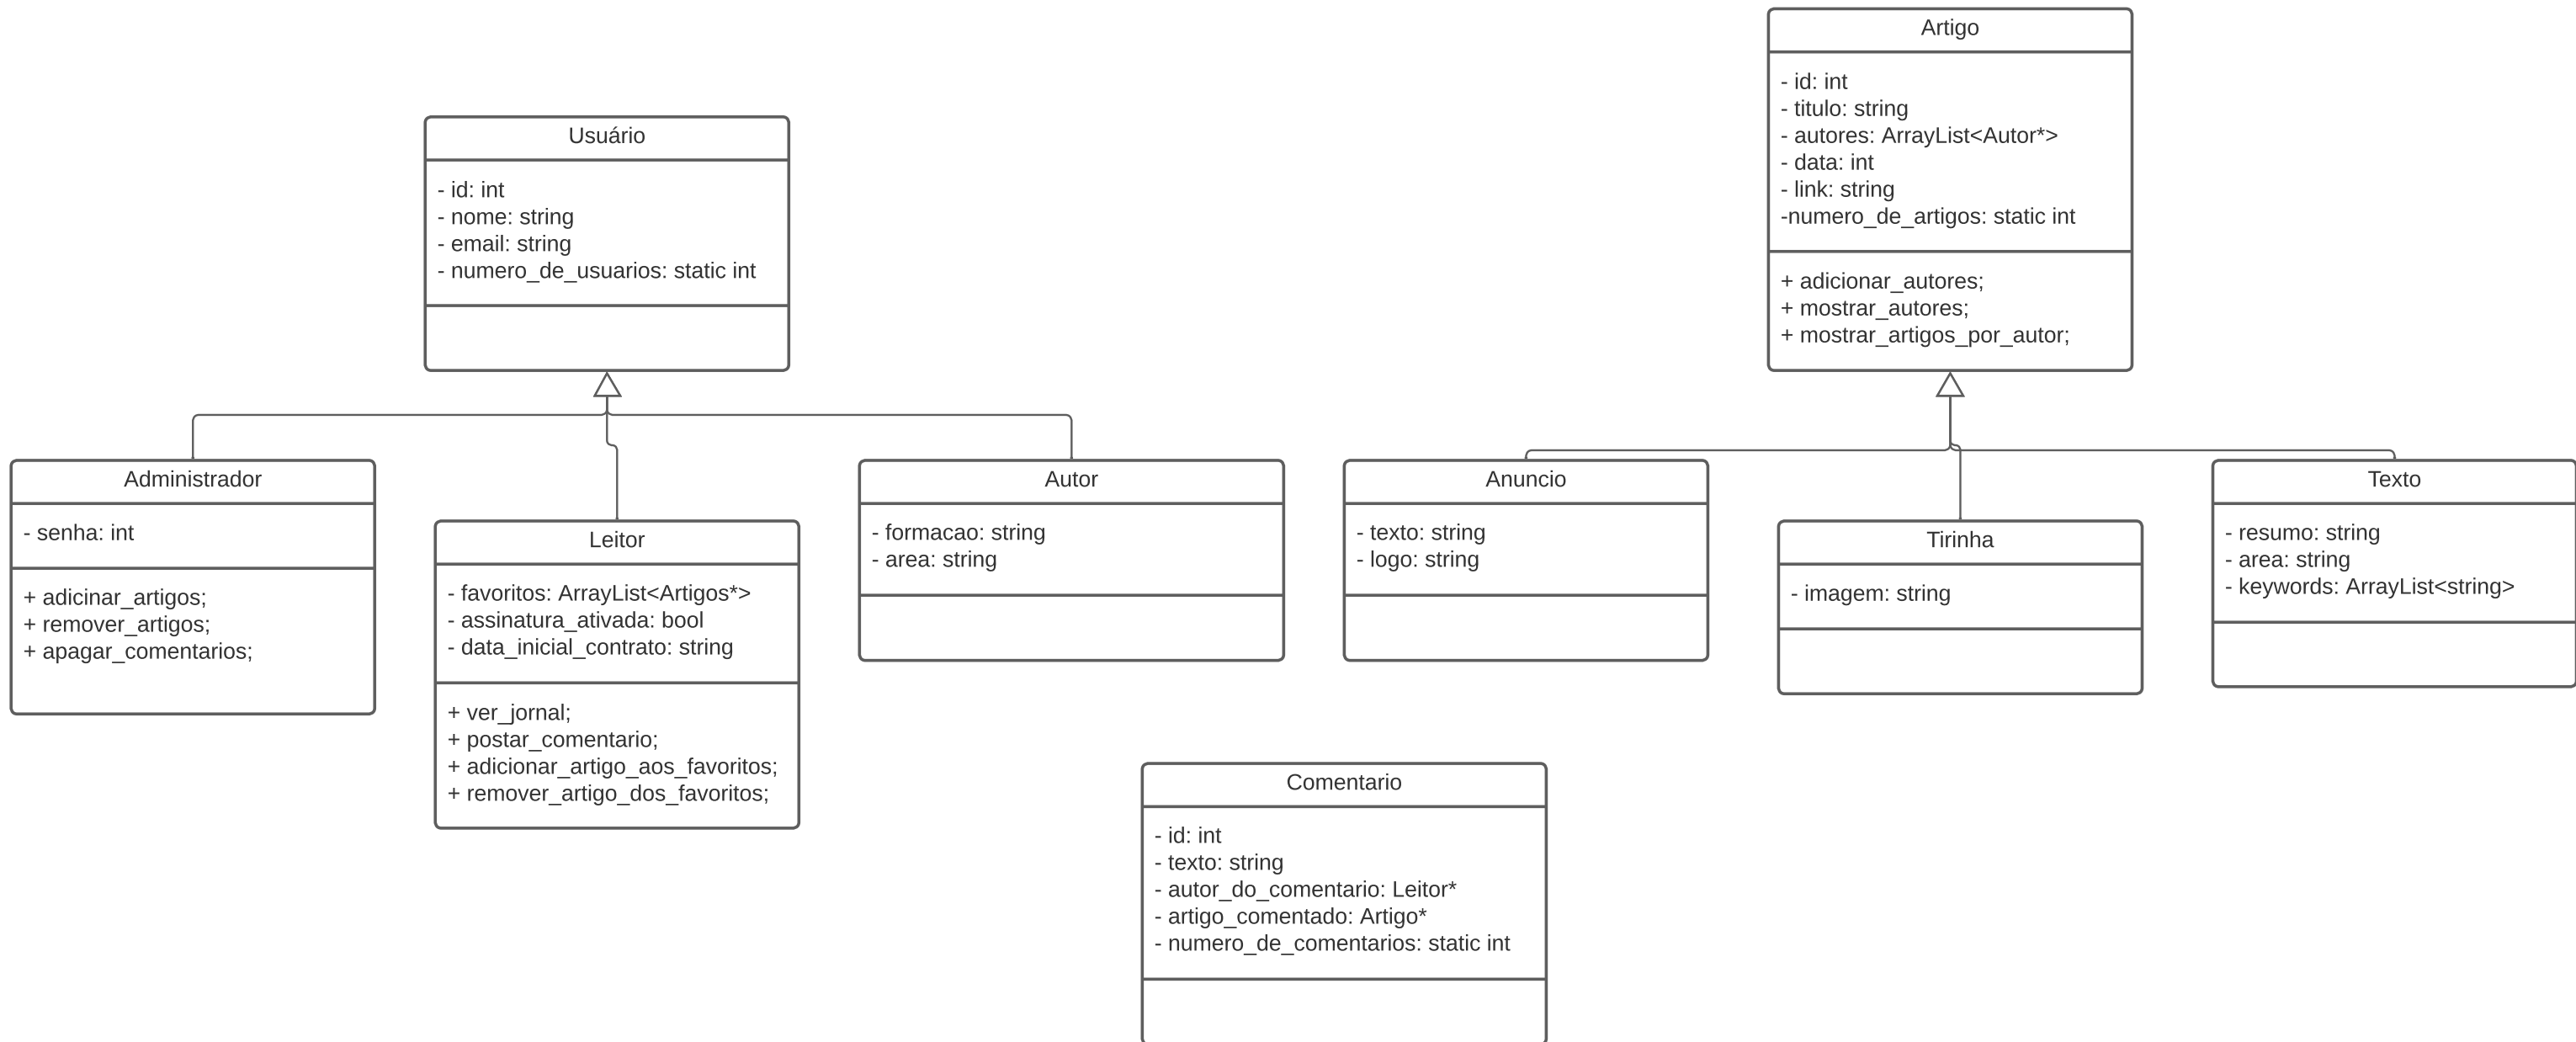 Usuário
- id: int
- nome: string
- email: string
- numero_de_usuarios: static int
Artigo
- id: int
- titulo: string
- autores: ArrayList<Autor*>
- data: int
- link: string
-numero_de_artigos: static int
+ adicionar_autores;
+ mostrar_autores;
+ mostrar_artigos_por_autor;
Administrador
- senha: int
+ adicinar_artigos;
+ remover_artigos;
+ apagar_comentarios;
Leitor
- favoritos: ArrayList<Artigos*>
- assinatura_ativada: bool
- data_inicial_contrato: string
+ ver_jornal;
+ postar_comentario;
+ adicionar_artigo_aos_favoritos;
+ remover_artigo_dos_favoritos;
Autor
- formacao: string
- area: string
Anuncio
- texto: string
- logo: string
Tirinha
- imagem: string
Texto
- resumo: string
- area: string
- keywords: ArrayList<string>
Comentario
- id: int
- texto: string
- autor_do_comentario: Leitor*
- artigo_comentado: Artigo*
- numero_de_comentarios: static int